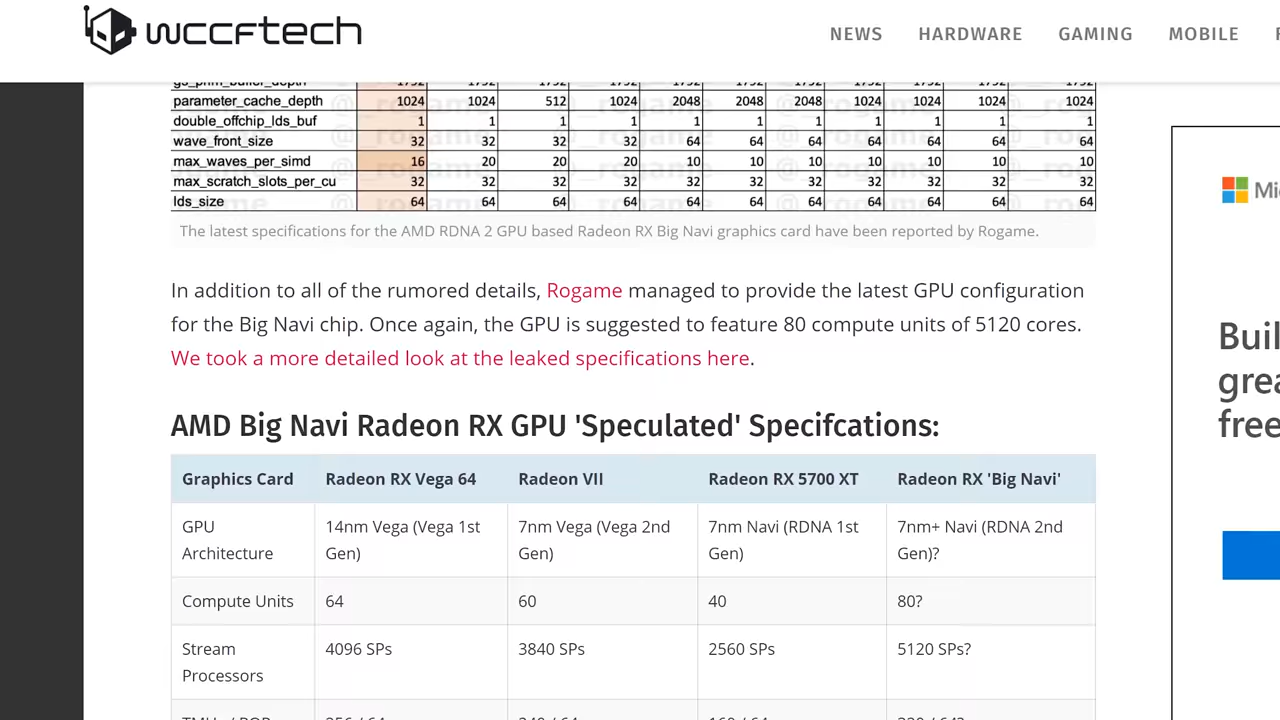 wccftech
NEWS HARDWARE GAMING MOBILE
parameter_cache_depth 1024 1024 512 1024 2048 2048 2048 1024 1024 1024 1024
double_offchip_lds_buf 1 1 1 1 1 1 1 1 1 1 1
wave_front_size 32 32 32 32 64 64 64 64 64 64 64
max_waves_per_simd 16 20 20 20 10 10 10 10 10 10 10
max_scratch_slots_per_cu 32 32 32 32 32 32 32 32 32 32 32
lds_size 64 64 64 64 64 64 64 64 64 64 64
The latest specifications for the AMD RDNA 2 GPU based Radeon RX Big Navi graphics card have been reported by Rogame.
In addition to all of the rumored details, Rogame managed to provide the latest GPU configuration
for the Big Navi chip. Once again, the GPU is suggested to feature 80 compute units of 5120 cores.
We took a more detailed look at the leaked specifications here.
AMD Big Navi Radeon RX GPU 'Speculated' Specifcations:
Graphics Card Radeon RX Vega 64 Radeon VII Radeon RX 5700 XT Radeon RX 'Big Navi'
GPU 14nm Vega (Vega 1st 7nm Vega (Vega 2nd 7nm Navi (RDNA 1st 7nm+ Navi (RDNA 2nd
Architecture Gen) Gen) Gen) Gen)?
Compute Units 64 60 40 80?
Stream 4096 SPs 3840 SPs 2560 SPs 5120 SPs?
Processors